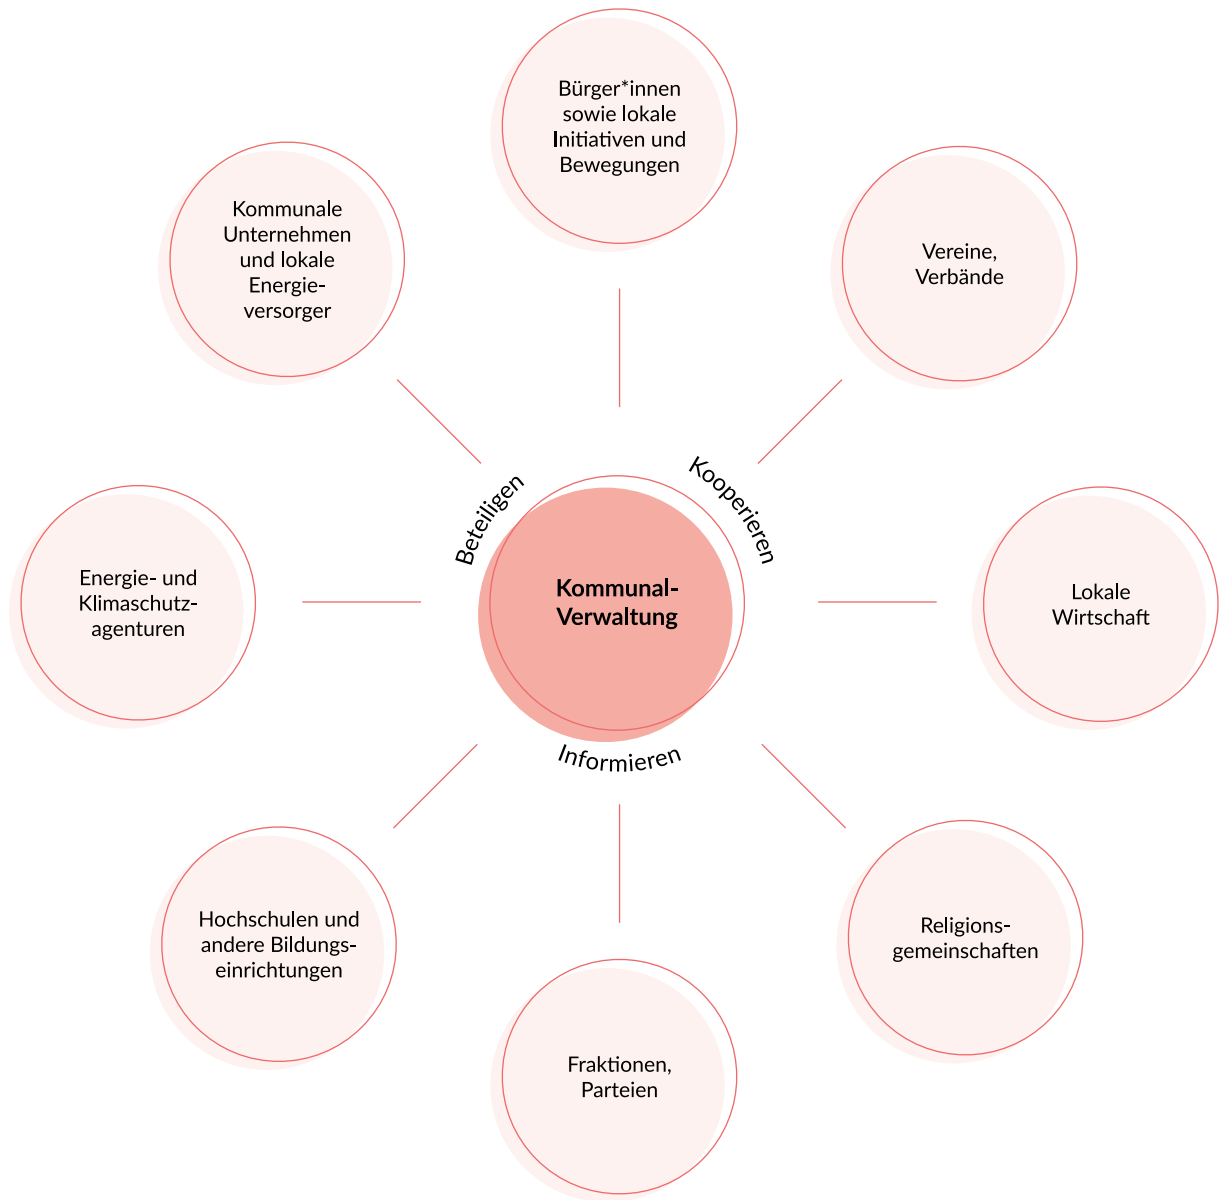 Bürger*innen
sowie lokale
Initiativen und
Bewegungen
Kommunale
Unternehmen
und lokale
Energie-
versorger
Vereine,
Verbände
Beteiligen
Kooperieren
Energie- und
Klimaschutz-
agenturen
Kommunal-
Verwaltung
Lokale
Wirtschaft
Informieren
Hochschulen und
andere Bildungs-
einrichtungen
Religions-
gemeinschaften
Fraktionen,
Parteien